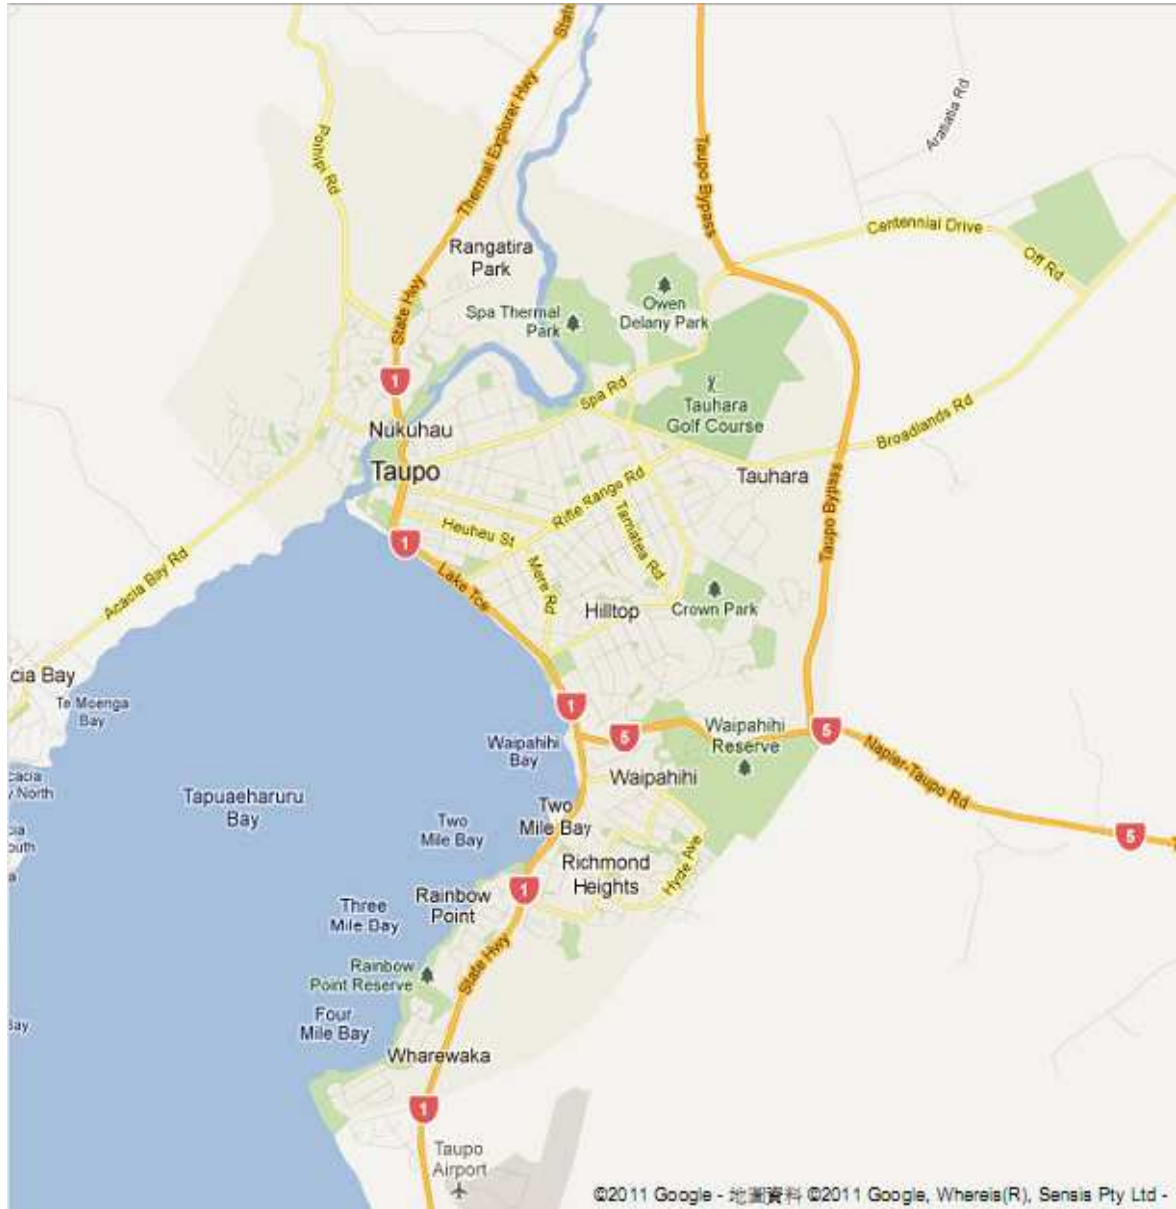 State
Thermal Explorer Hwy
Poihipi Rd
Taupo Bypass
Aratiatia Rd
Centennial Drive
Off Rd
Rangatira
Park
State Hwy
Spa Thermal
Park
Owen
Delany Park
1
Spa Rd
Tauhara
Golf Course
Broadlands Rd
Nukuhau
Taupo
Tauhara
Rifle Range Rd
Tamatea Rd
Taupo Bypass
Heuheu St
1
Mere Rd
Lake Tce
Acacia Bay Rd
Hilltop
Crown Park
cia Bay
Te Moenga
Bay
1
5
Waipahihi
Reserve
5
Napier-Taupo Rd
Waipahihi
Bay
Waipahihi
cacia
y North
Tapuaeharuru
Bay
Two
Mile Bay
Two
Mile Bay
5
cia
outh
a
Richmond
Heights
Hyde Ave
1
Rainbow
Point
Three
Mile Bay
State Hwy
Rainbow
Point Reserve
Four
Mile Bay
Bay
Wharewaka
1
Taupo
Airport
©2011 Google - 地圖資料 ©2011 Google, Whereis(R), Sensis Pty Ltd -